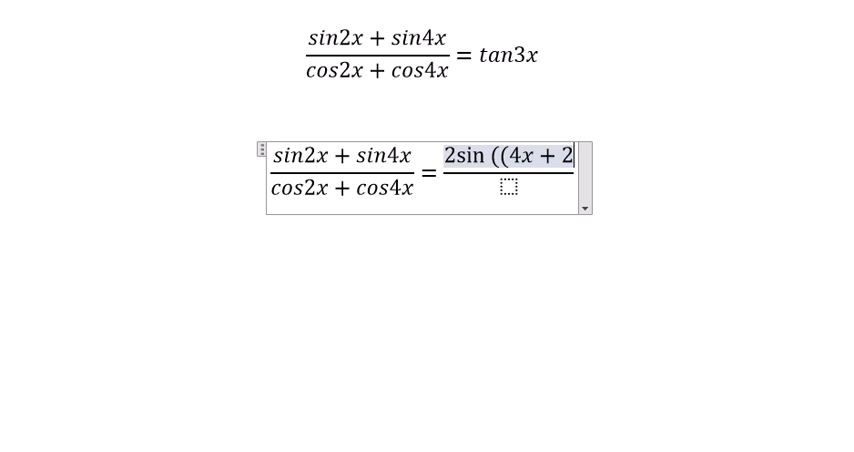 sin2x + sin4x
cos2x + cos4x
= tan3x
sin2x + sin4x
cos2x + cos4x
=
2sin ((4x + 2